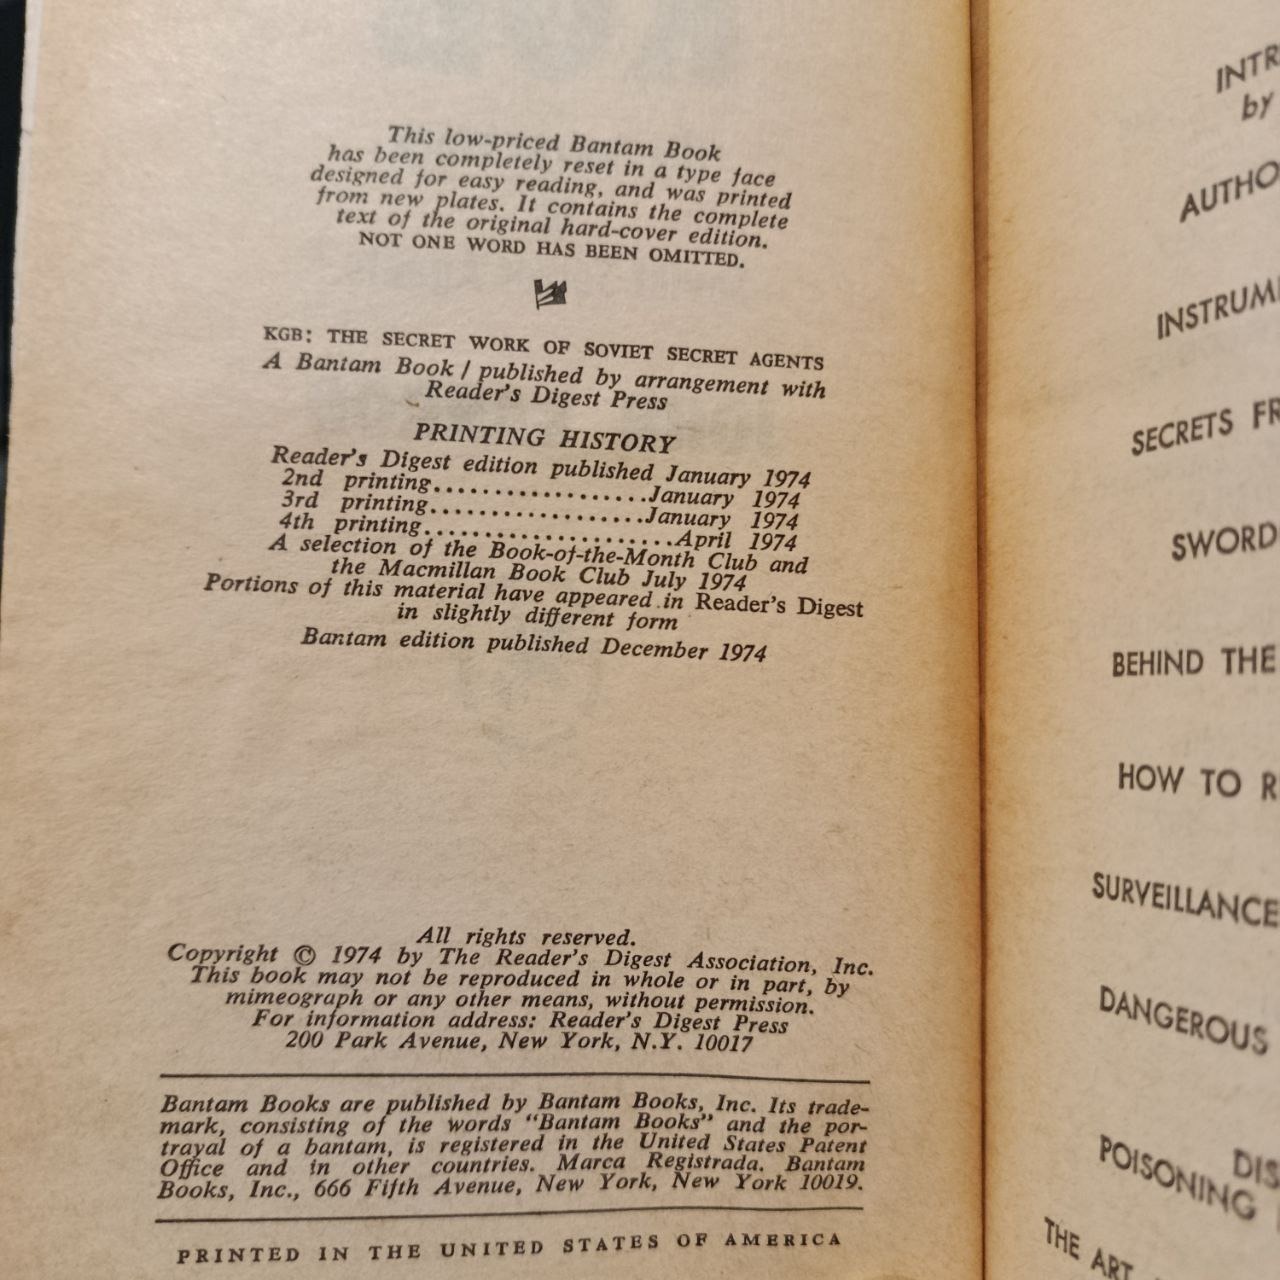 This low-priced Bantam Book
has been completely reset in a type face
designed for easy reading, and was printed
from new plates. It contains the complete
text of the original hard-cover edition.
NOT ONE WORD HAS BEEN OMITTED.
KGB: THE SECRET WORK OF SOVIET SECRET AGENTS
A Bantam Book / published by arrangement with
Reader's Digest Press
PRINTING HISTORY
Reader's Digest edition published January 1974
2nd printing..................January 1974
3rd printing..................January 1974
4th printing.....................April 1974
A selection of the Book-of-the-Month Club and
the Macmillan Book Club July 1974
Portions of this material have appeared in Reader's Digest
in slightly different form
Bantam edition published December 1974
All rights reserved.
Copyright © 1974 by The Reader's Digest Association, Inc.
This book may not be reproduced in whole or in part, by
mimeograph or any other means, without permission.
For information address: Reader's Digest Press
200 Park Avenue, New York, N.Y. 10017
Bantam Books are published by Bantam Books, Inc. Its trade-
mark, consisting of the words "Bantam Books" and the por-
trayal of a bantam, is registered in the United States Patent
Office and in other countries. Marca Registrada. Bantam
Books, Inc., 666 Fifth Avenue, New York, New York 10019.
PRINTED IN THE UNITED STATES OF AMERICA
INTR
by
AUTHO
INSTRUM
SECRETS FR
SWORD
BEHIND THE
HOW TO R
SURVEILLANCE
DANGEROUS
DIS
POISONING
THE ART